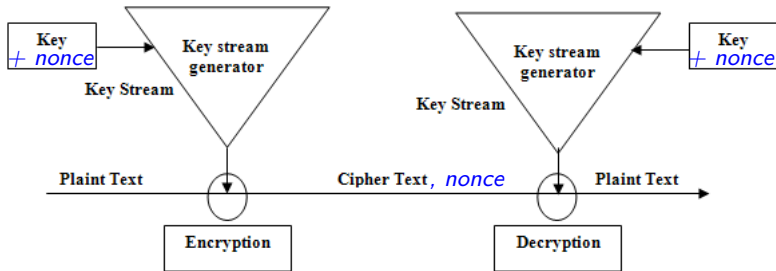 Key
+ nonce
Key stream
generator
Key Stream
Key stream
generator
Key Stream
Key
+ nonce
Plaint Text
Cipher Text, nonce
Plaint Text
Encryption
Decryption